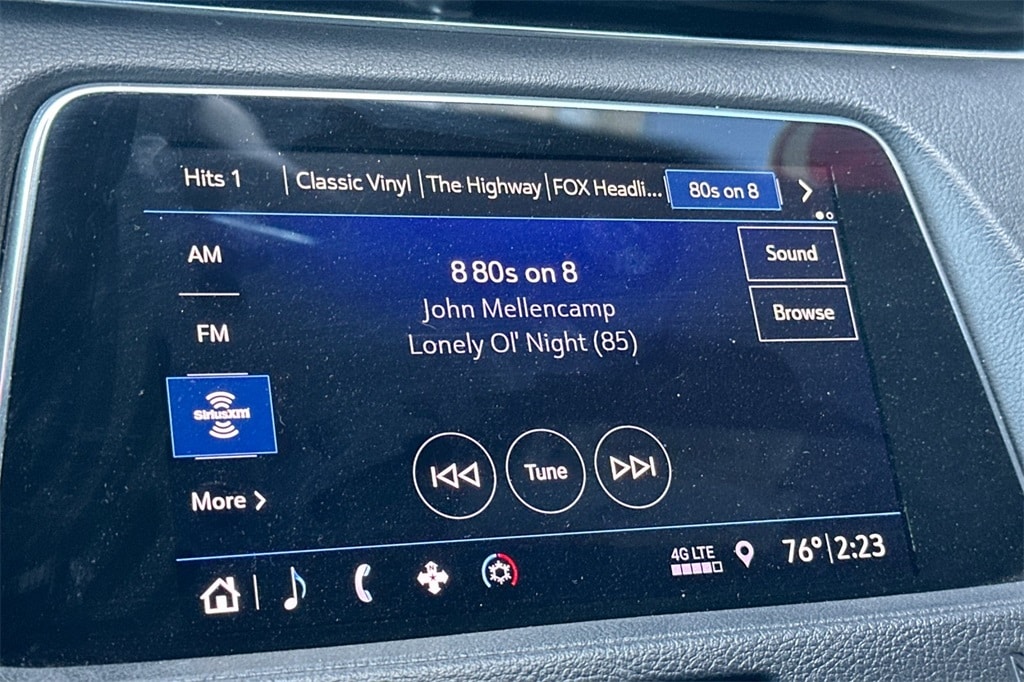 Hits 1 Classic Vinyl The Highway FOX Headli... 80s on 8
AM
8 80s on 8
Sound
John Mellencamp
Browse
FM
Lonely Ol' Night (85)
SiriusXM
Tune
More
N
4G LTE
76° 2:23